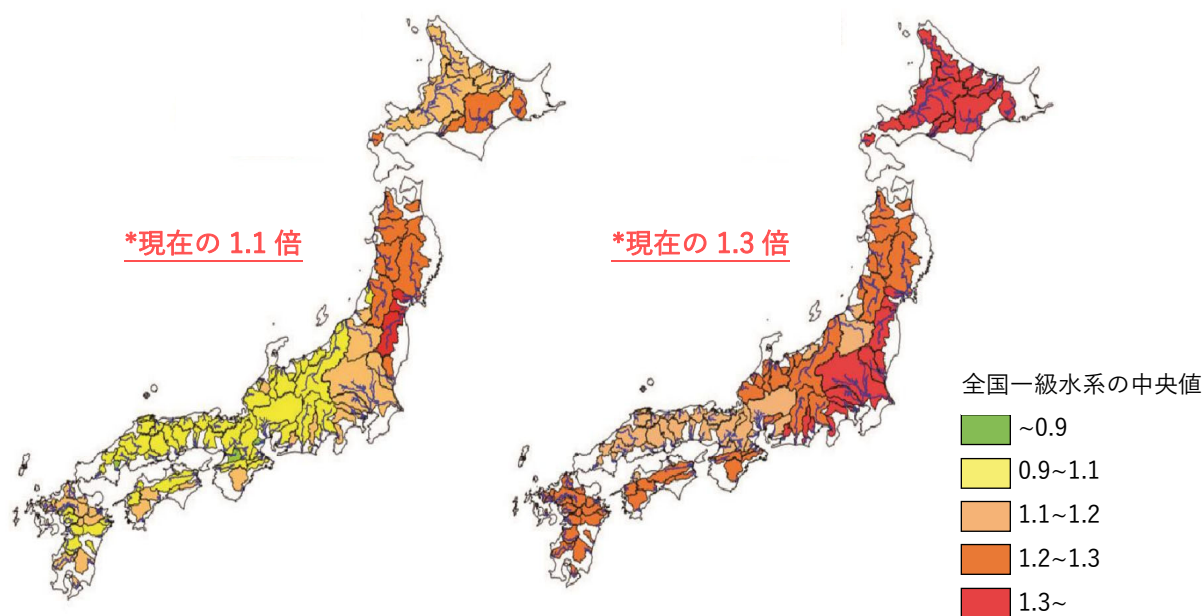 *現在の 1.1 倍
*現在の 1.3 倍
全国一級水系の中央値
~0.9
0.9~1.1
1.1~1.2
1.2~1.3
1.3~